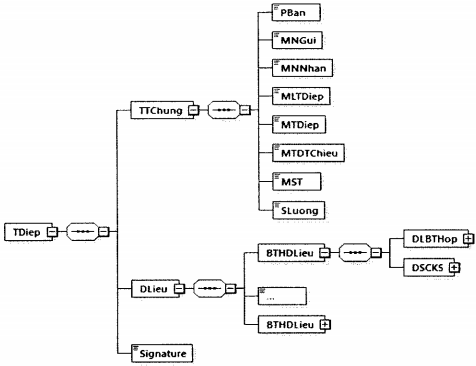 PBan
MNGui
MNNhan
MLTDiep
TTChung
MTDiep
MTDTChieu
MST
SLuong
TDiep
BTHDLieu
DLBTHop
DSCKS
DLieu
...
BTHDLieu
Signature